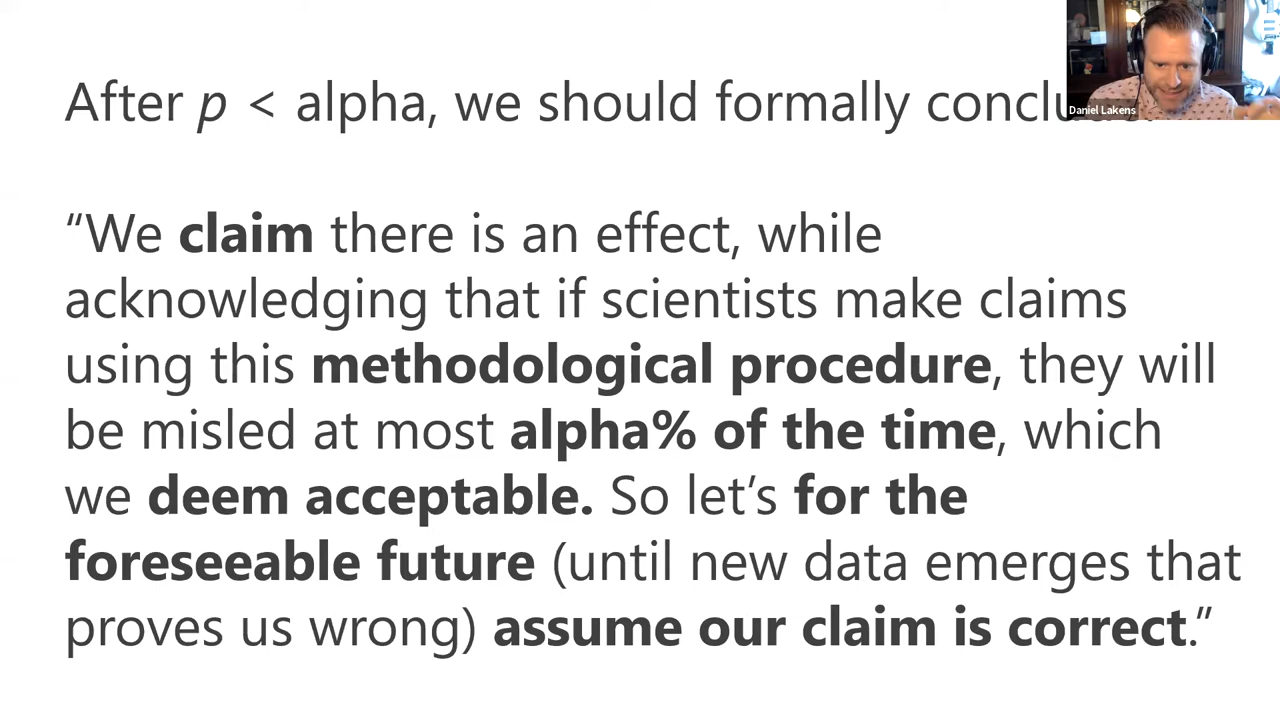 After p < alpha, we should formally
Daniel Lakens
“We claim there is an effect, while
acknowledging that if scientists make claims
using this methodological procedure, they will
be misled at most alpha% of the time, which
we deem acceptable. So let’s for the
foreseeable future (until new data emerges that
proves us wrong) assume our claim is correct.”